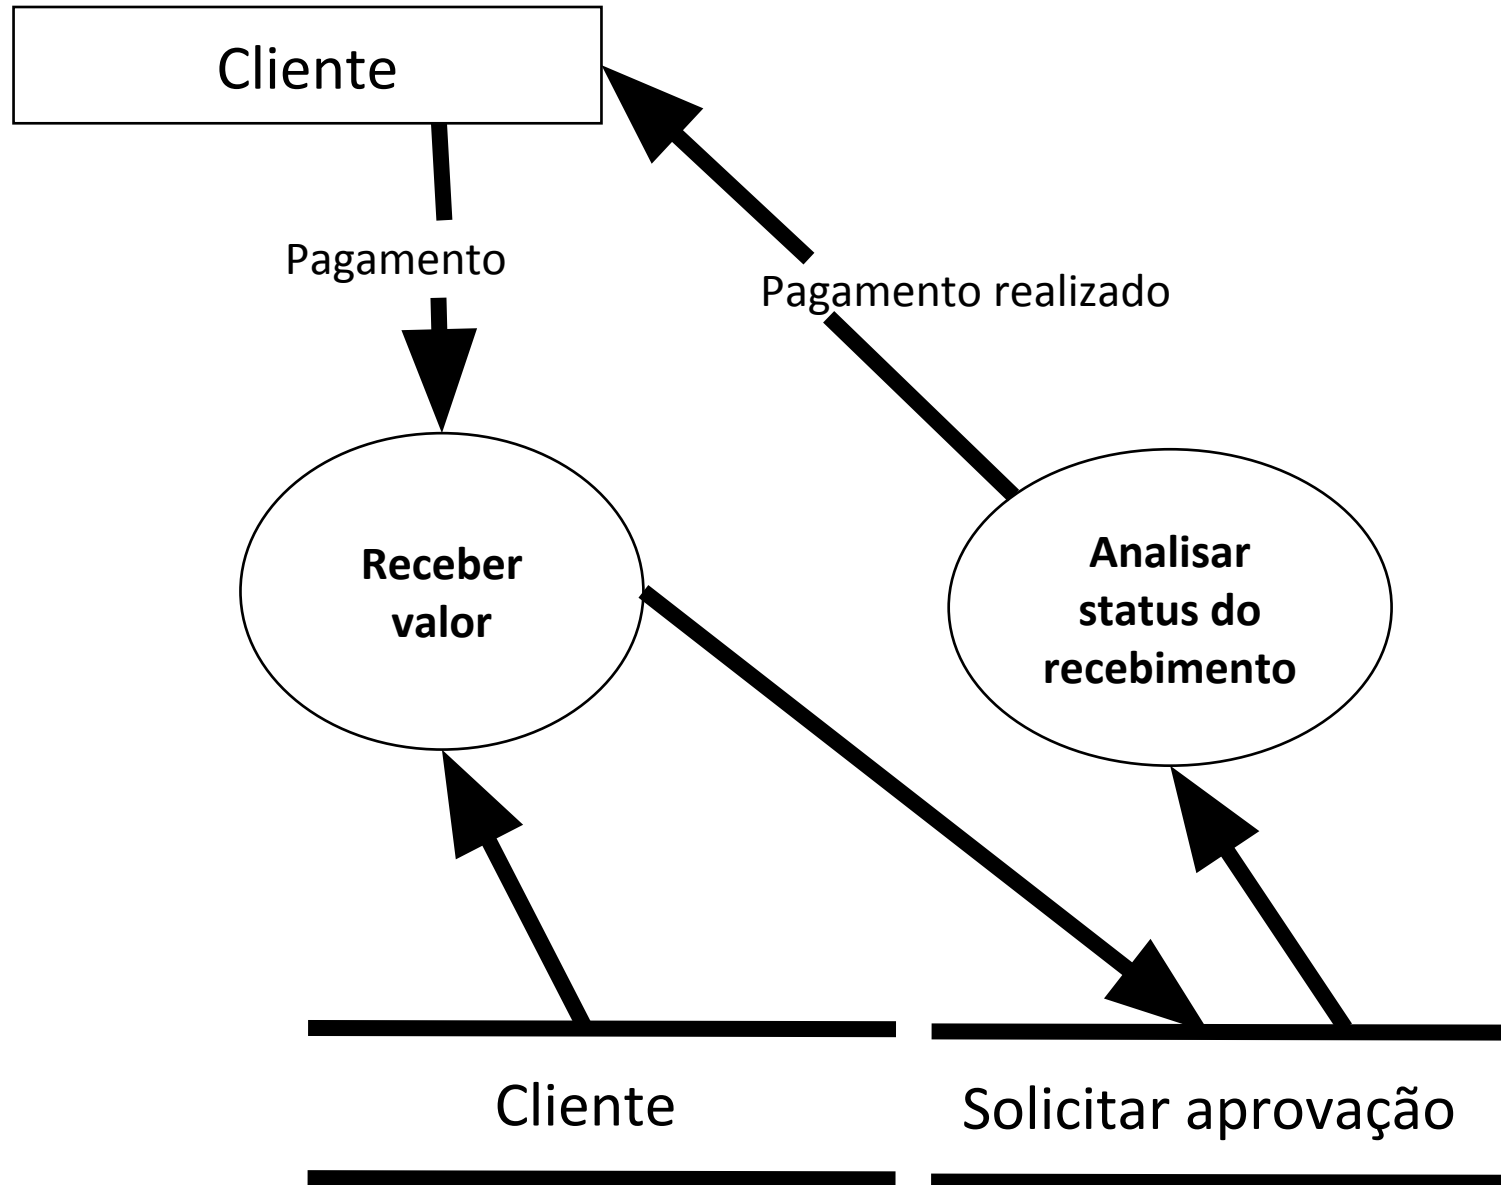 Cliente
Pagamento
Pagamento realizado
Receber
valor
Analisar
status do
recebimento
Cliente
Solicitar aprovação